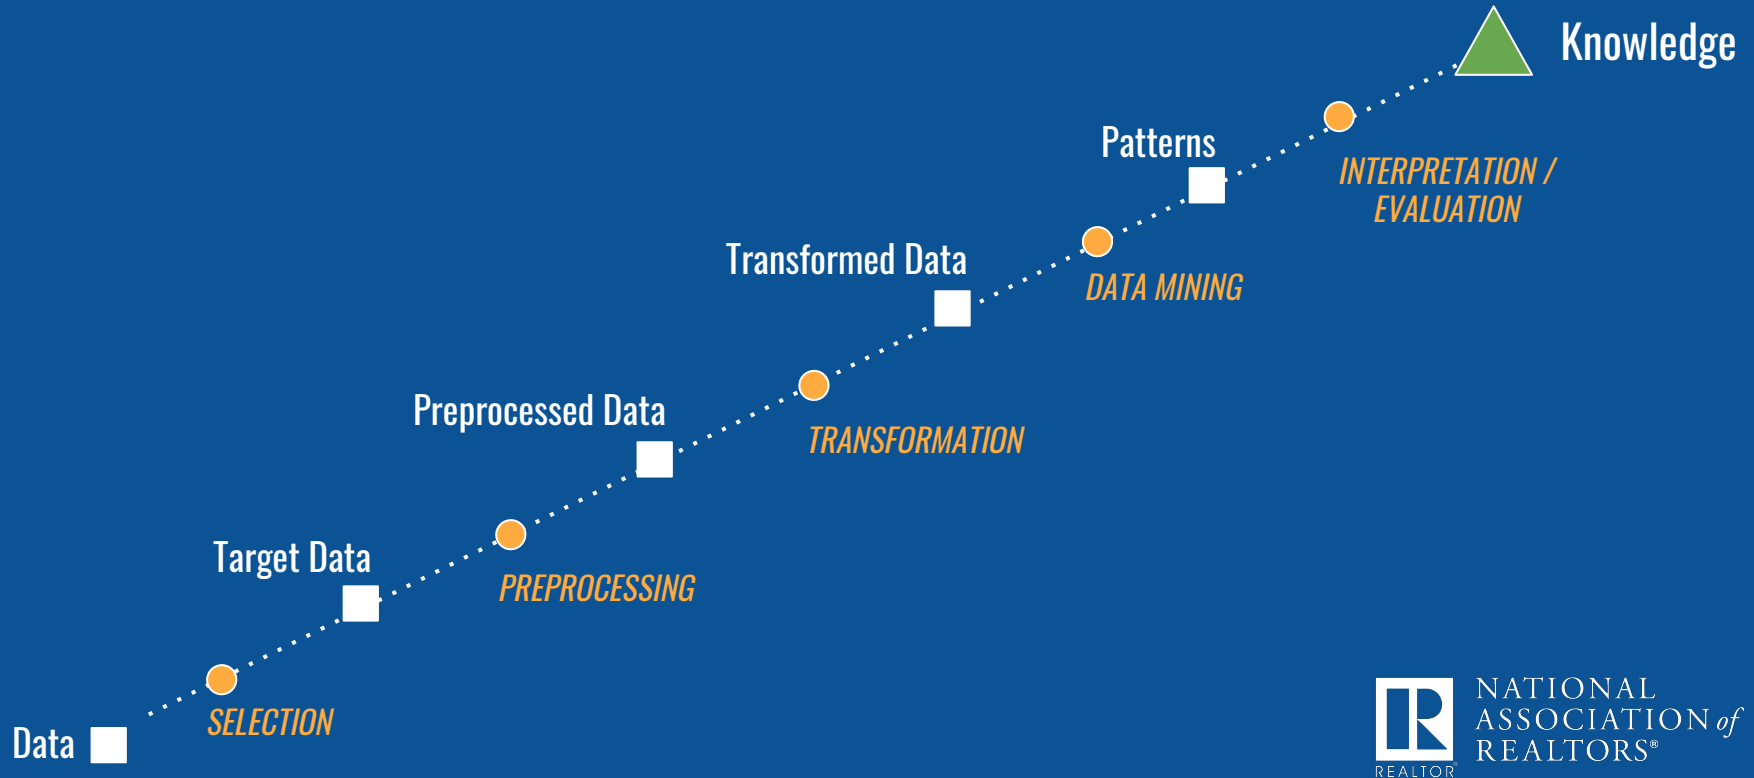 Knowledge
Patterns
INTERPRETATION /
EVALUATION
Transformed Data
DATA MINING
Preprocessed Data
TRANSFORMATION
Target Data
PREPROCESSING
Data
SELECTION
NATIONAL
ASSOCIATION of
REALTORS®
REALTOR®